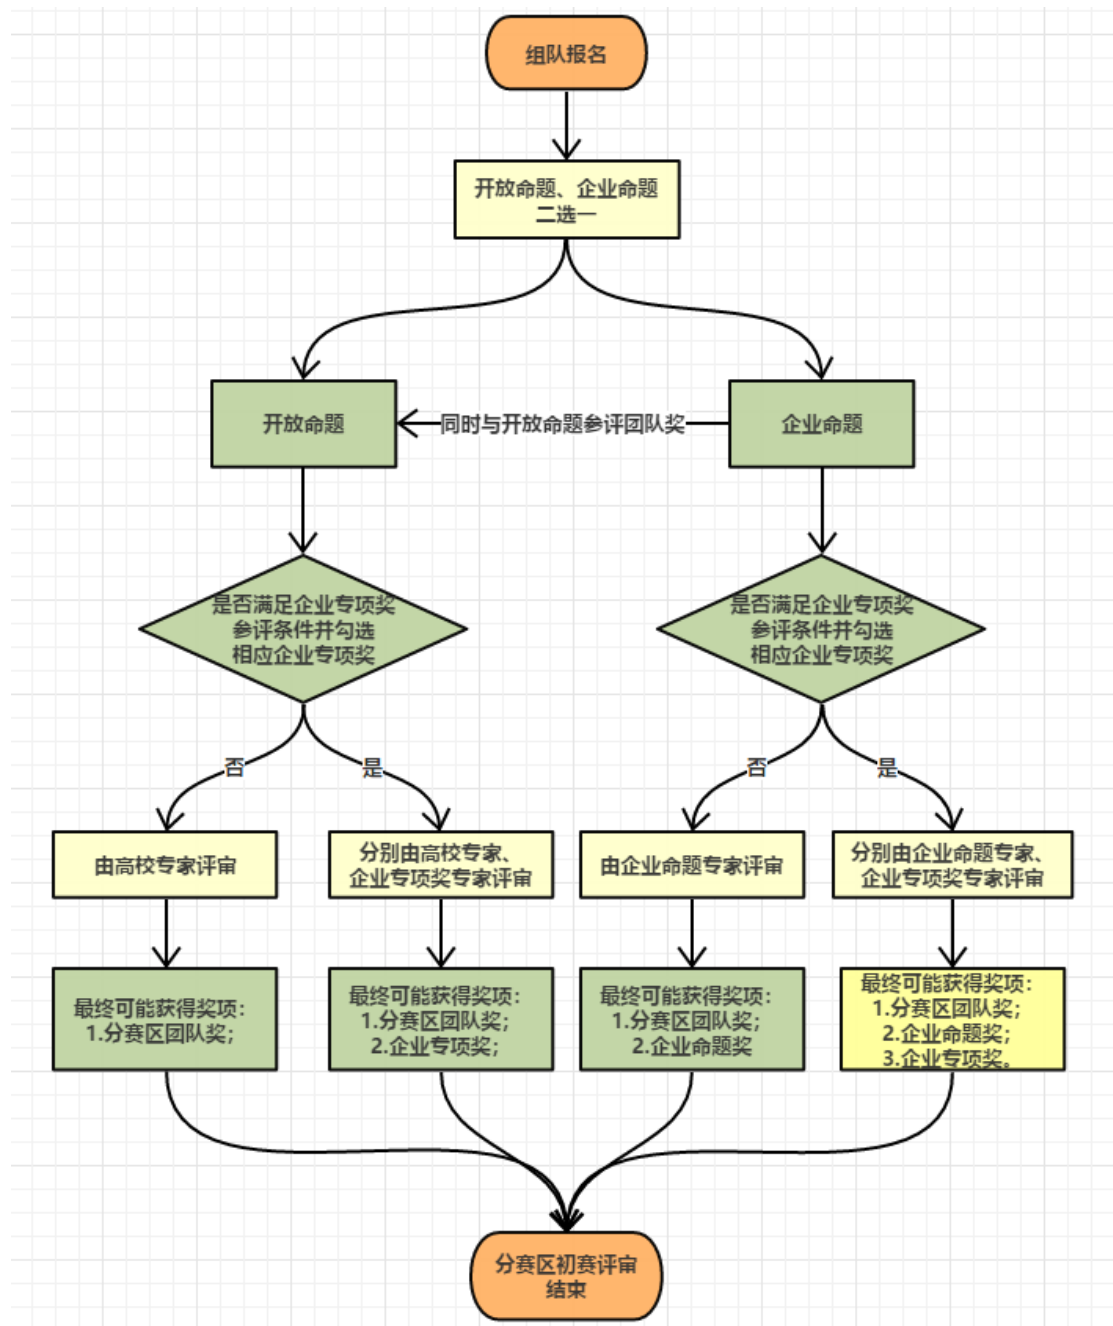 组队报名
开放命题、企业命题
二选一
开放命题
同时与开放命题参评团队奖
企业命题
是否满足企业专项奖
参评条件并勾选
相应企业专项奖
是否满足企业专项奖
参评条件并勾选
相应企业专项奖
否
是
否
是
由高校专家评审
分别由高校专家、
企业专项奖专家评审
由企业命题专家评审
分别由企业命题专家、
企业专项奖专家评审
最终可能获得奖项：
1.分赛区团队奖；
最终可能获得奖项：
1.分赛区团队奖；
2.企业专项奖；
最终可能获得奖项：
1.分赛区团队奖；
2.企业命题奖
最终可能获得奖项：
1.分赛区团队奖；
2.企业命题奖；
3.企业专项奖。
分赛区初赛评审
结束